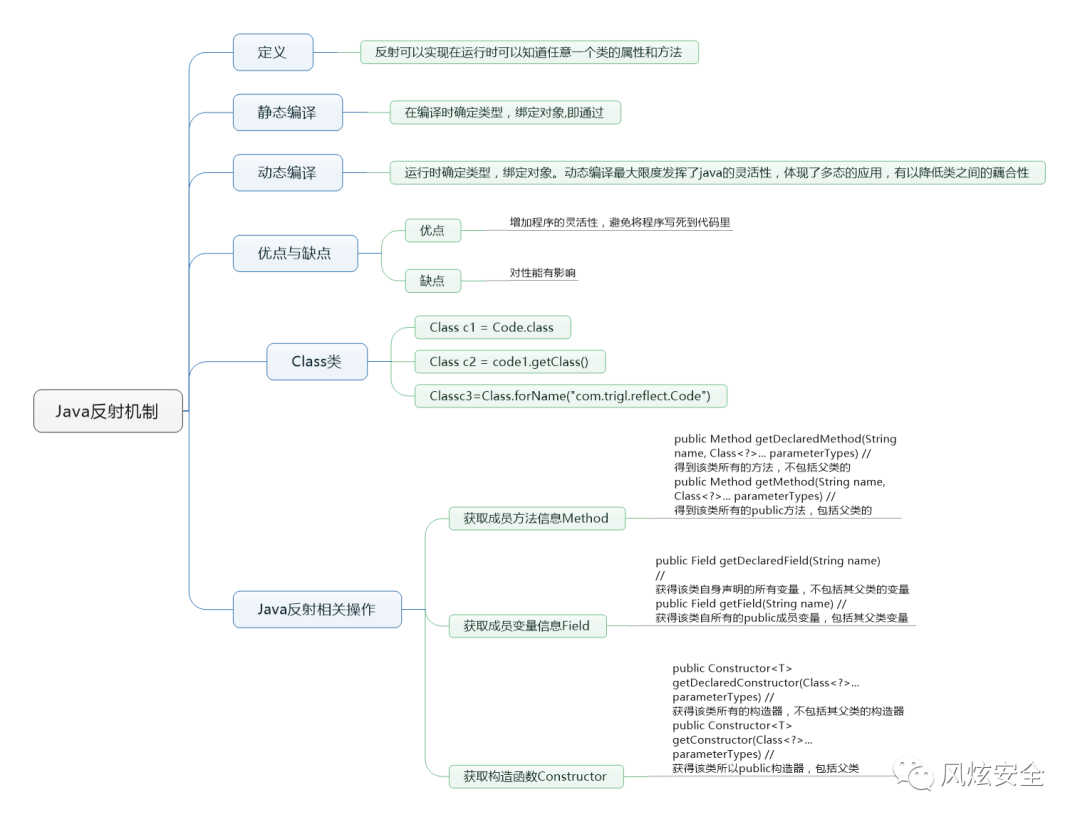 定义
反射可以实现在运行时可以知道任意一个类的属性和方法
静态编译
在编译时确定类型，绑定对象,即通过
动态编译
运行时确定类型，绑定对象。动态编译最大限度发挥了java的灵活性，体现了多态的应用，有以降低类之间的藕合性
优点与缺点
优点
增加程序的灵活性，避免将程序写死到代码里
缺点
对性能有影响
Class类
Class c1 = Code.class
Class c2 = code1.getClass()
Classc3=Class.forName("com.trigl.reflect.Code")
Java反射机制
Java反射相关操作
获取成员方法信息Method
public Method getDeclaredMethod(String
name, Class<?>... parameterTypes) //
得到该类所有的方法，不包括父类的
public Method getMethod(String name,
Class<?>... parameterTypes) //
得到该类所有的public方法，包括父类的
获取成员变量信息Field
public Field getDeclaredField(String name)
//
获得该类自身声明的所有变量，不包括其父类的变量
public Field getField(String name) //
获得该类自所有的public成员变量，包括其父类变量
获取构造函数Constructor
public Constructor<T>
getDeclaredConstructor(Class<?>...
parameterTypes) //
获得该类所有的构造器，不包括其父类的构造器
public Constructor<T>
getConstructor(Class<?>...
parameterTypes) //
获得该类所以public构造器，包括父类
风炫安全